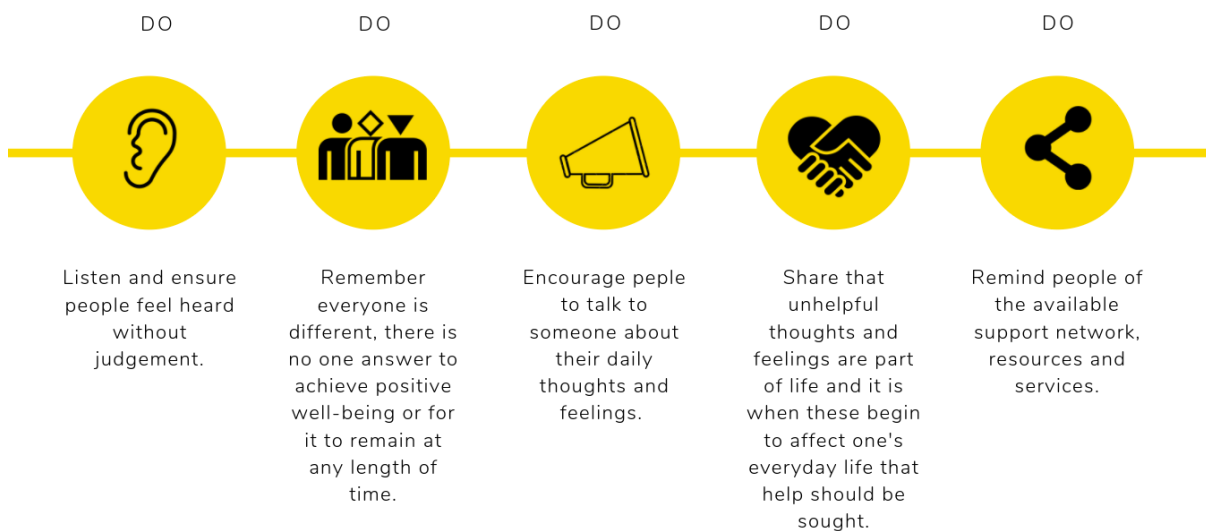 DO
DO
DO
DO
DO
Listen and ensure
people feel heard
without
judgement.
Remember
everyone is
different, there is
no one answer to
achieve positive
well-being or for
it to remain at
any length of
time.
Encourage peple
to talk to
someone about
their daily
thoughts and
feelings.
Share that
unhelpful
thoughts and
feelings are part
of life and it is
when these begin
to affect one's
everyday life that
help should be
sought.
Remind people of
the available
support network,
resources and
services.